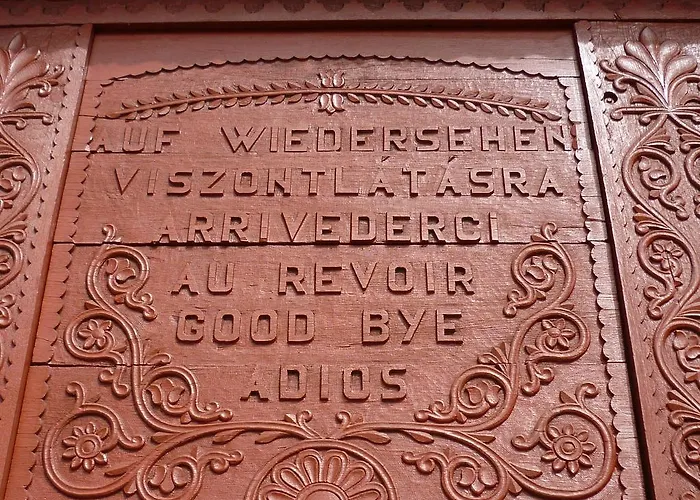 AUF WIEDERSEHEN
VISZONTLÁTÁSRA
ARRIVEDERCI
AU REVOIR
GOOD BYE
ADIOS